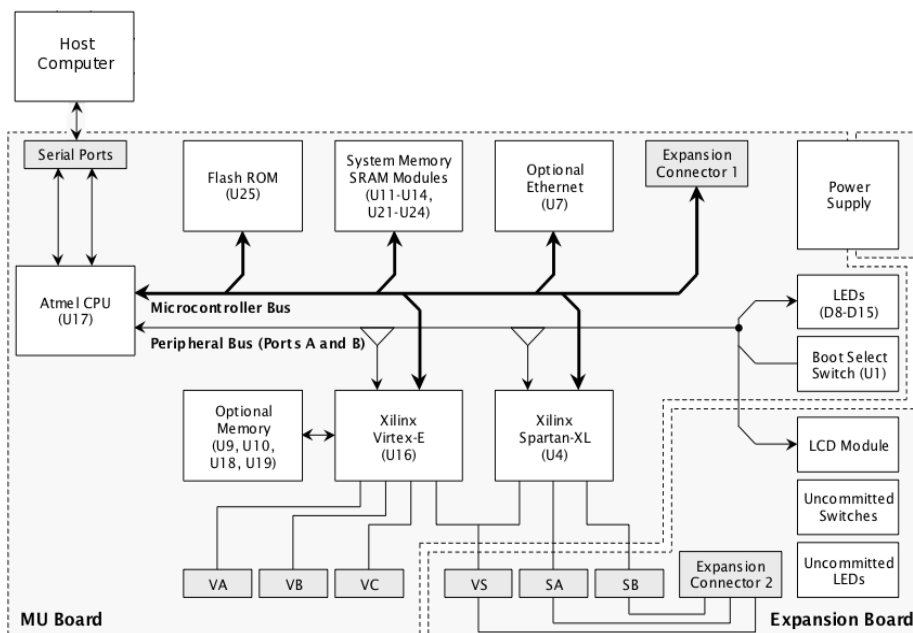 Host
Computer
Serial Ports
Flash ROM
(U25)
System Memory
SRAM Modules
(U11-U14,
U21-U24)
Optional
Ethernet
(U7)
Expansion
Connector 1
Power
Supply
Atmel CPU
(U17)
Microcontroller Bus
Peripheral Bus (Ports A and B)
LEDs
(D8-D15)
Boot Select
Switch (U1)
Optional
Memory
(U9, U10,
U18, U19)
Xilinx
Virtex-E
(U16)
Xilinx
Spartan-XL
(U4)
LCD Module
Uncommitted
Switches
Uncommitted
LEDs
VA
VB
VC
VS
SA
SB
Expansion
Connector 2
MU Board
Expansion Board